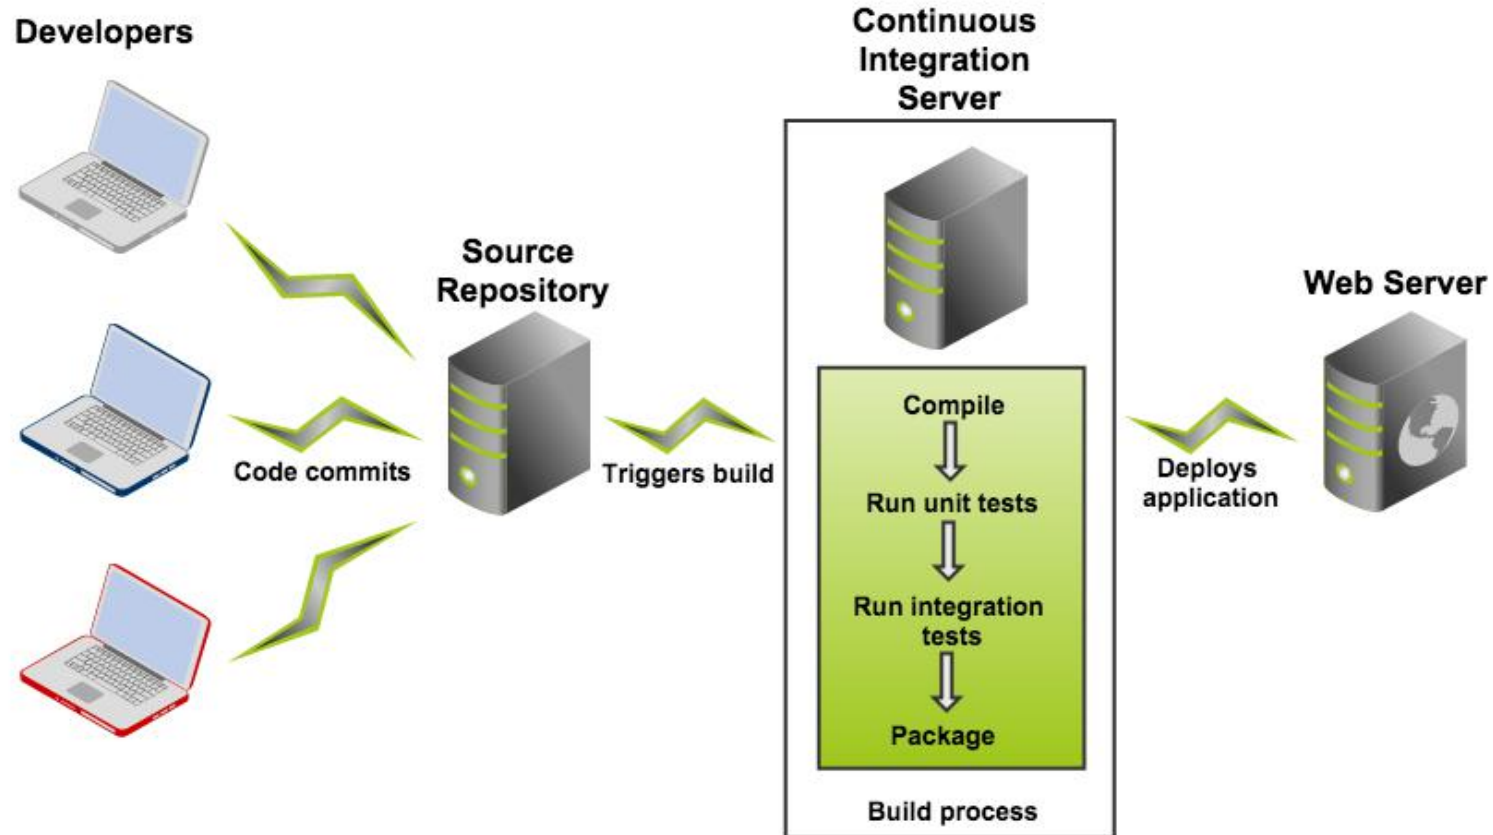 Developers
Continuous
Integration
Server
Source
Repository
Web Server
Code commits
Triggers build
Compile
Run unit tests
Run integration
tests
Package
Build process
Deploys
application